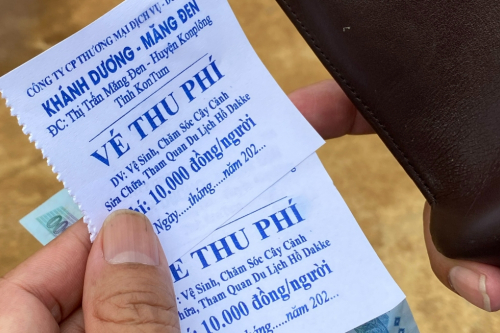 CÔNG TY CP THƯƠNG MẠI DỊCH VỤ - 
KHÁNH DƯƠNG - MĂNG ĐEN
ĐC: Thị Trấn Măng Đen - Huyện Konplông
Tỉnh KonTum
VÉ THU PHÍ
DV: Vệ Sinh, Chăm Sóc Cây Cảnh
Sửa Chữa, Tham Quan Du Lịch Hồ Dakke
10.000 đồng/người
Ngày.....tháng.....năm 202...
THU PHÍ
: Vệ Sinh, Chăm Sóc Cây Cảnh
Chữa, Tham Quan Du Lịch Hồ Dakke
10.000 đồng/người
tháng.....năm 202...